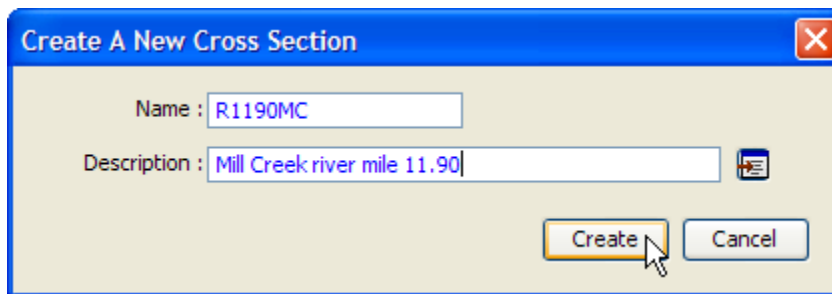 Create A New Cross Section
Name : R1190MC
Description : Mill Creek river mile 11.90
Create Cancel